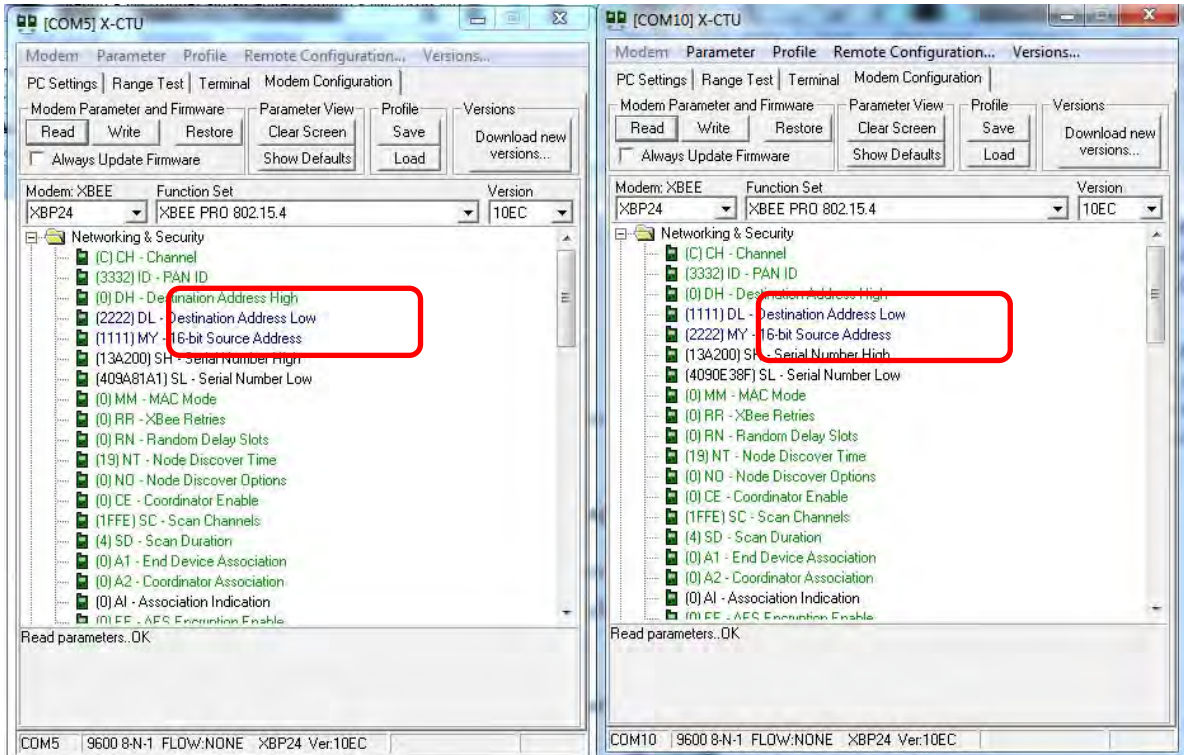 [COM5] X-CTU
Modem Parameter Profile Remote Configuration... Versions...
PC Settings Range Test Terminal Modem Configuration
Modem Parameter and Firmware Parameter View Profile Versions
Read Write Restore Clear Screen Save Download new versions...
Always Update Firmware Show Defaults Load
Modem: XBEE Function Set Version
XBP24 XBEE PRO 802.15.4 10EC
Networking & Security
(C) CH - Channel
(3332) ID - PAN ID
(0) DH - Destination Address High
(2222) DL - Destination Address Low
(1111) MY - 16-bit Source Address
(13A200) SH - Serial Number High
(409A81A1) SL - Serial Number Low
(0) MM - MAC Mode
(0) RR - XBee Retries
(0) RN - Random Delay Slots
(19) NT - Node Discover Time
(0) NO - Node Discover Options
(0) CE - Coordinator Enable
(1FFE) SC - Scan Channels
(4) SD - Scan Duration
(0) A1 - End Device Association
(0) A2 - Coordinator Association
(0) AI - Association Indication
(0) EE - AES Encryption Enable
Read parameters..OK
COM5 9600 8-N-1 FLOW:NONE XBP24 Ver:10EC
[COM10] X-CTU
Modem Parameter Profile Remote Configuration... Versions...
PC Settings Range Test Terminal Modem Configuration
Modem Parameter and Firmware Parameter View Profile Versions
Read Write Restore Clear Screen Save Download new versions...
Always Update Firmware Show Defaults Load
Modem: XBEE Function Set Version
XBP24 XBEE PRO 802.15.4 10EC
Networking & Security
(C) CH - Channel
(3332) ID - PAN ID
(0) DH - Destination Address High
(1111) DL - Destination Address Low
(2222) MY - 16-bit Source Address
(13A200) SH - Serial Number High
(4090E38F) SL - Serial Number Low
(0) MM - MAC Mode
(0) RR - XBee Retries
(0) RN - Random Delay Slots
(19) NT - Node Discover Time
(0) NO - Node Discover Options
(0) CE - Coordinator Enable
(1FFE) SC - Scan Channels
(4) SD - Scan Duration
(0) A1 - End Device Association
(0) A2 - Coordinator Association
(0) AI - Association Indication
(0) EE - AES Encryption Enable
Read parameters..OK
COM10 9600 8-N-1 FLOW:NONE XBP24 Ver:10EC